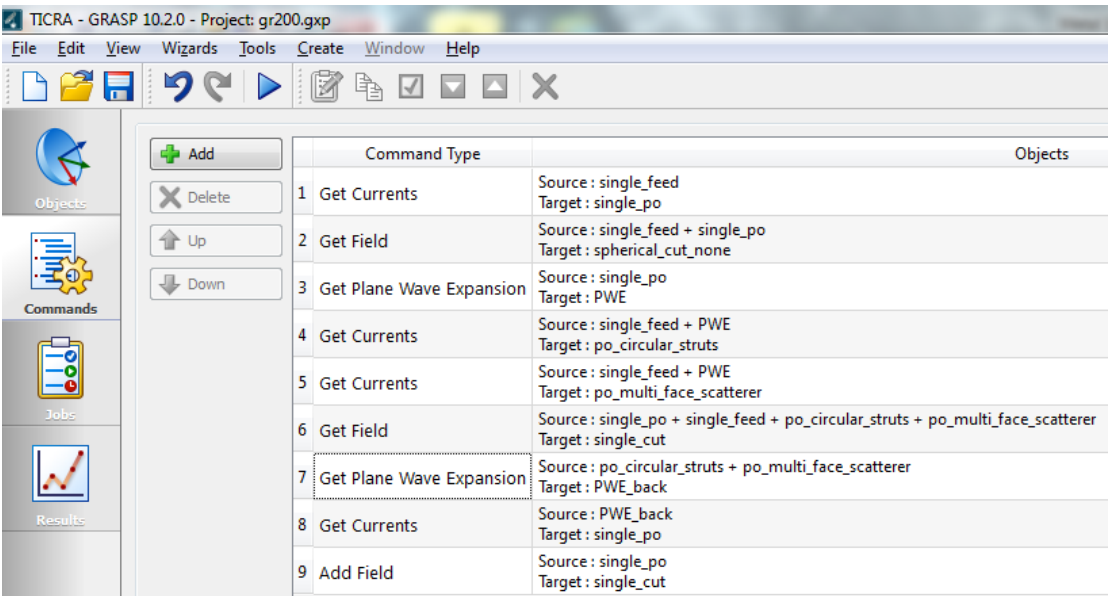 TICRA - GRASP 10.2.0 - Project: gr200.gxp
File Edit View Wizards Tools Create Window Help
Objects
Commands
Jobs
Results
Add
Delete
Up
Down
Command Type Objects
1 Get Currents Source : single_feed
Target : single_po
2 Get Field Source : single_feed + single_po
Target : spherical_cut_none
3 Get Plane Wave Expansion Source : single_po
Target : PWE
4 Get Currents Source : single_feed + PWE
Target : po_circular_struts
5 Get Currents Source : single_feed + PWE
Target : po_multi_face_scatterer
6 Get Field Source : single_po + single_feed + po_circular_struts + po_multi_face_scatterer
Target : single_cut
7 Get Plane Wave Expansion Source : po_circular_struts + po_multi_face_scatterer
Target : PWE_back
8 Get Currents Source : PWE_back
Target : single_po
9 Add Field Source : single_po
Target : single_cut